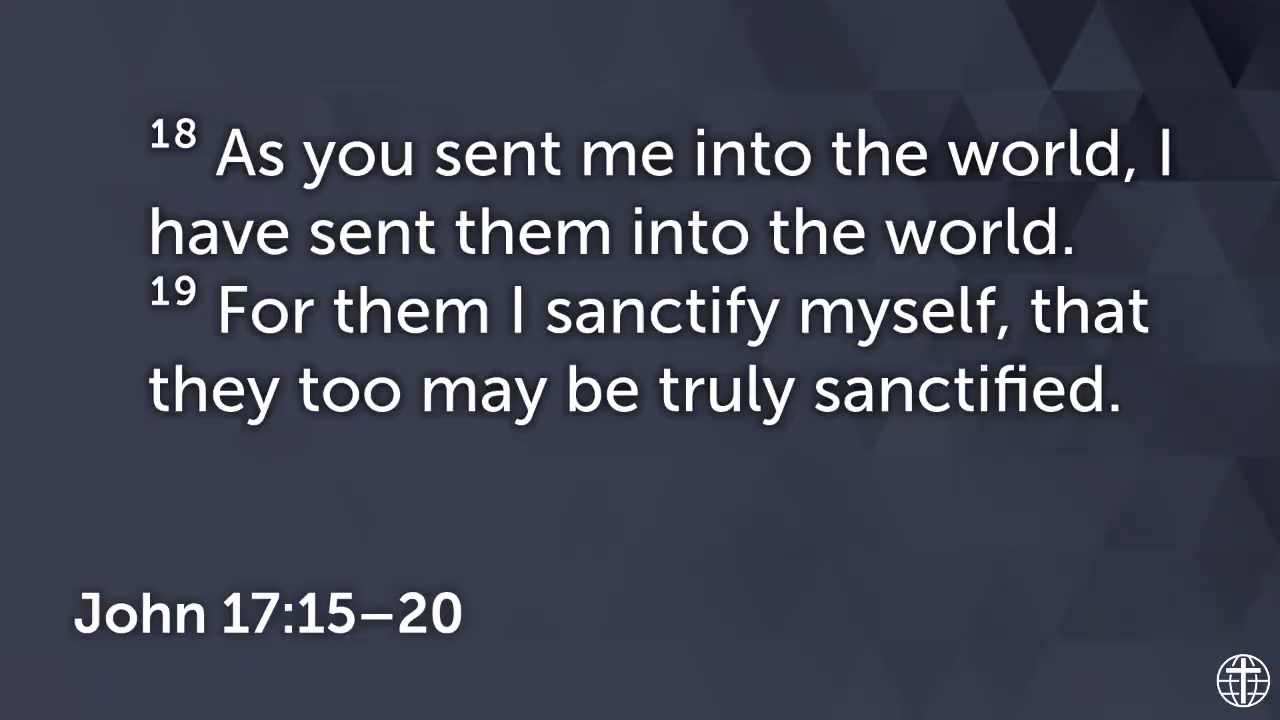 18 As you sent me into the world, I
have sent them into the world.
19 For them I sanctify myself, that
they too may be truly sanctified.
John 17:15–20